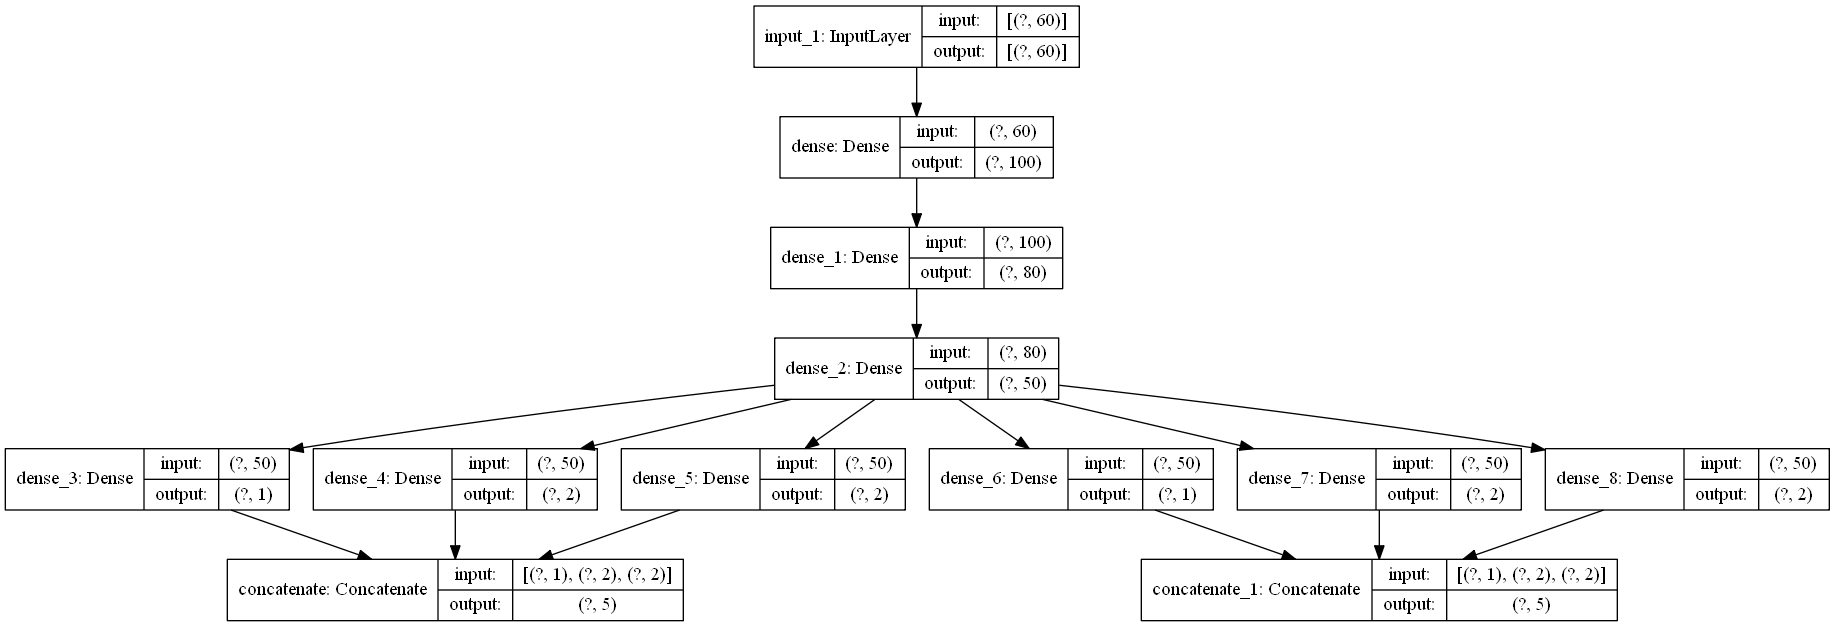 input_1: InputLayer
input: [(?, 60)]
output: [(?, 60)]
dense: Dense
input: (?, 60)
output: (?, 100)
dense_1: Dense
input: (?, 100)
output: (?, 80)
dense_2: Dense
input: (?, 80)
output: (?, 50)
dense_3: Dense
input: (?, 50)
output: (?, 1)
dense_4: Dense
input: (?, 50)
output: (?, 2)
dense_5: Dense
input: (?, 50)
output: (?, 2)
dense_6: Dense
input: (?, 50)
output: (?, 1)
dense_7: Dense
input: (?, 50)
output: (?, 2)
dense_8: Dense
input: (?, 50)
output: (?, 2)
concatenate: Concatenate
input: [(?, 1), (?, 2), (?, 2)]
output: (?, 5)
concatenate_1: Concatenate
input: [(?, 1), (?, 2), (?, 2)]
output: (?, 5)